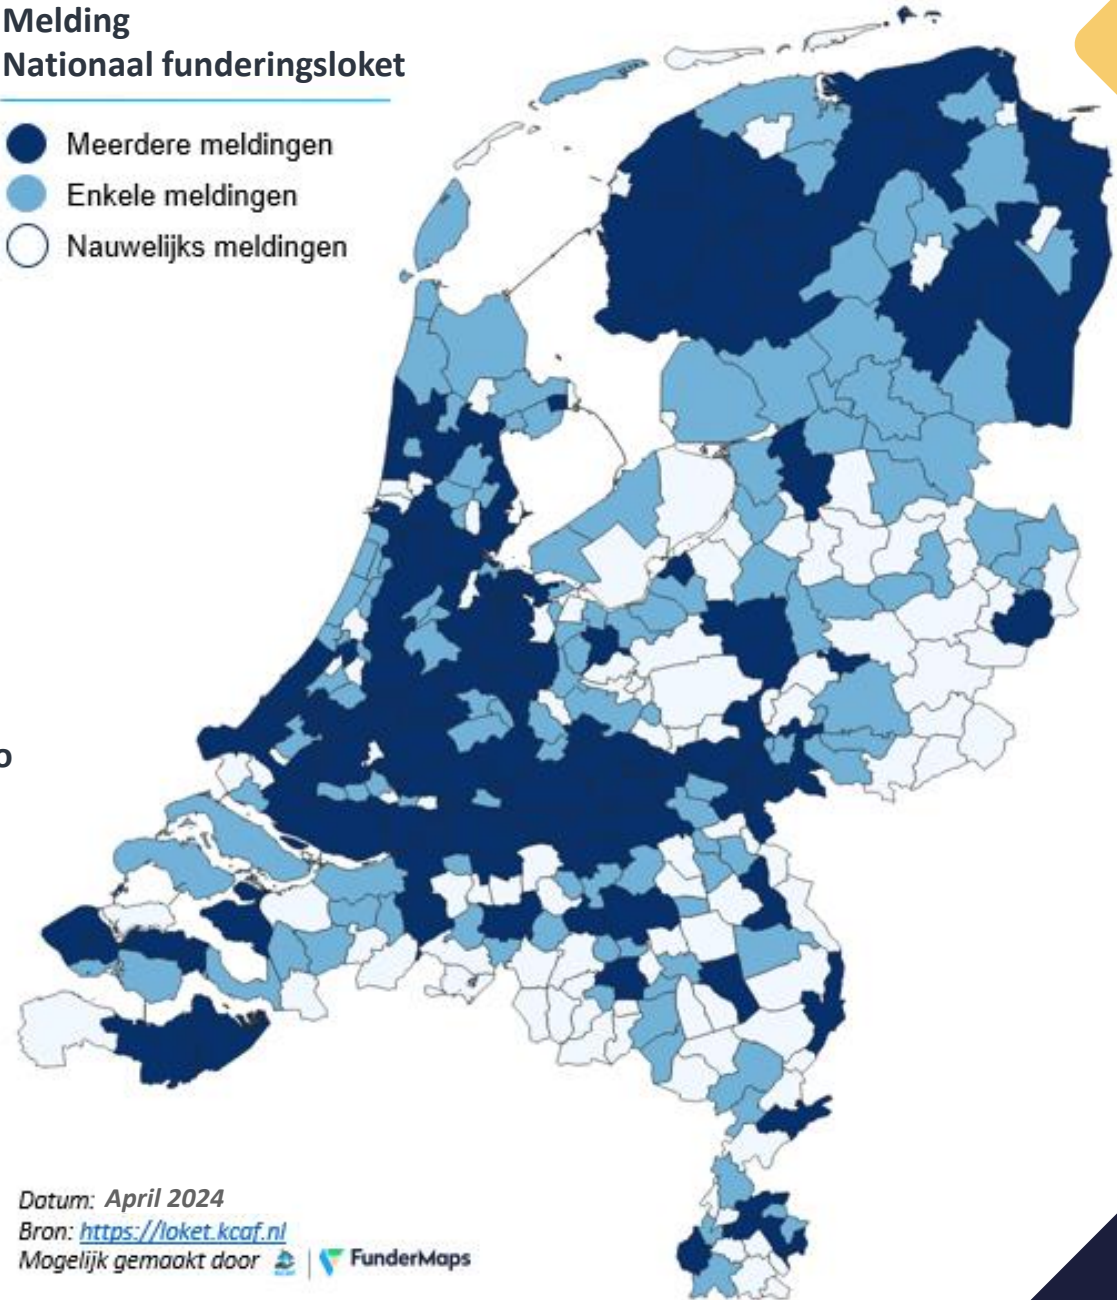 Melding
Nationaal funderingsloket
Meerdere meldingen
Enkele meldingen
Nauwelijks meldingen
o
Datum: April 2024
Bron: https://loket.kcaf.nl
Mogelijk gemaakt door | FunderMaps